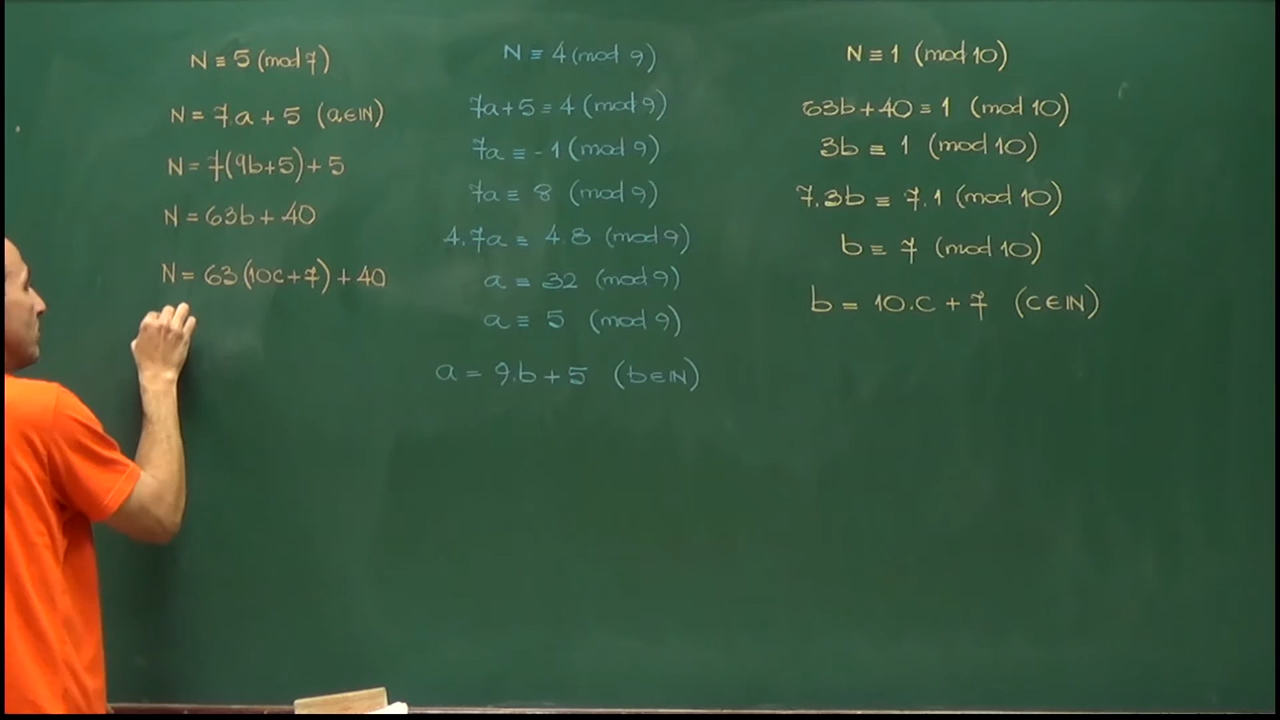 N ≡ 5 (mod 7)
N = 7.a + 5 (a∈IN)
N = 7(9b+5) + 5
N = 63b + 40
N = 63(10c+7) + 40
N ≡ 4 (mod 9)
7a+5 ≡ 4 (mod 9)
7a ≡ -1 (mod 9)
7a ≡ 8 (mod 9)
4.7a ≡ 4.8 (mod 9)
a ≡ 32 (mod 9)
a ≡ 5 (mod 9)
a = 9.b + 5 (b∈IN)
N ≡ 1 (mod 10)
63b+40 ≡ 1 (mod 10)
3b ≡ 1 (mod 10)
7.3b ≡ 7.1 (mod 10)
b ≡ 7 (mod 10)
b = 10.c + 7 (c∈IN)